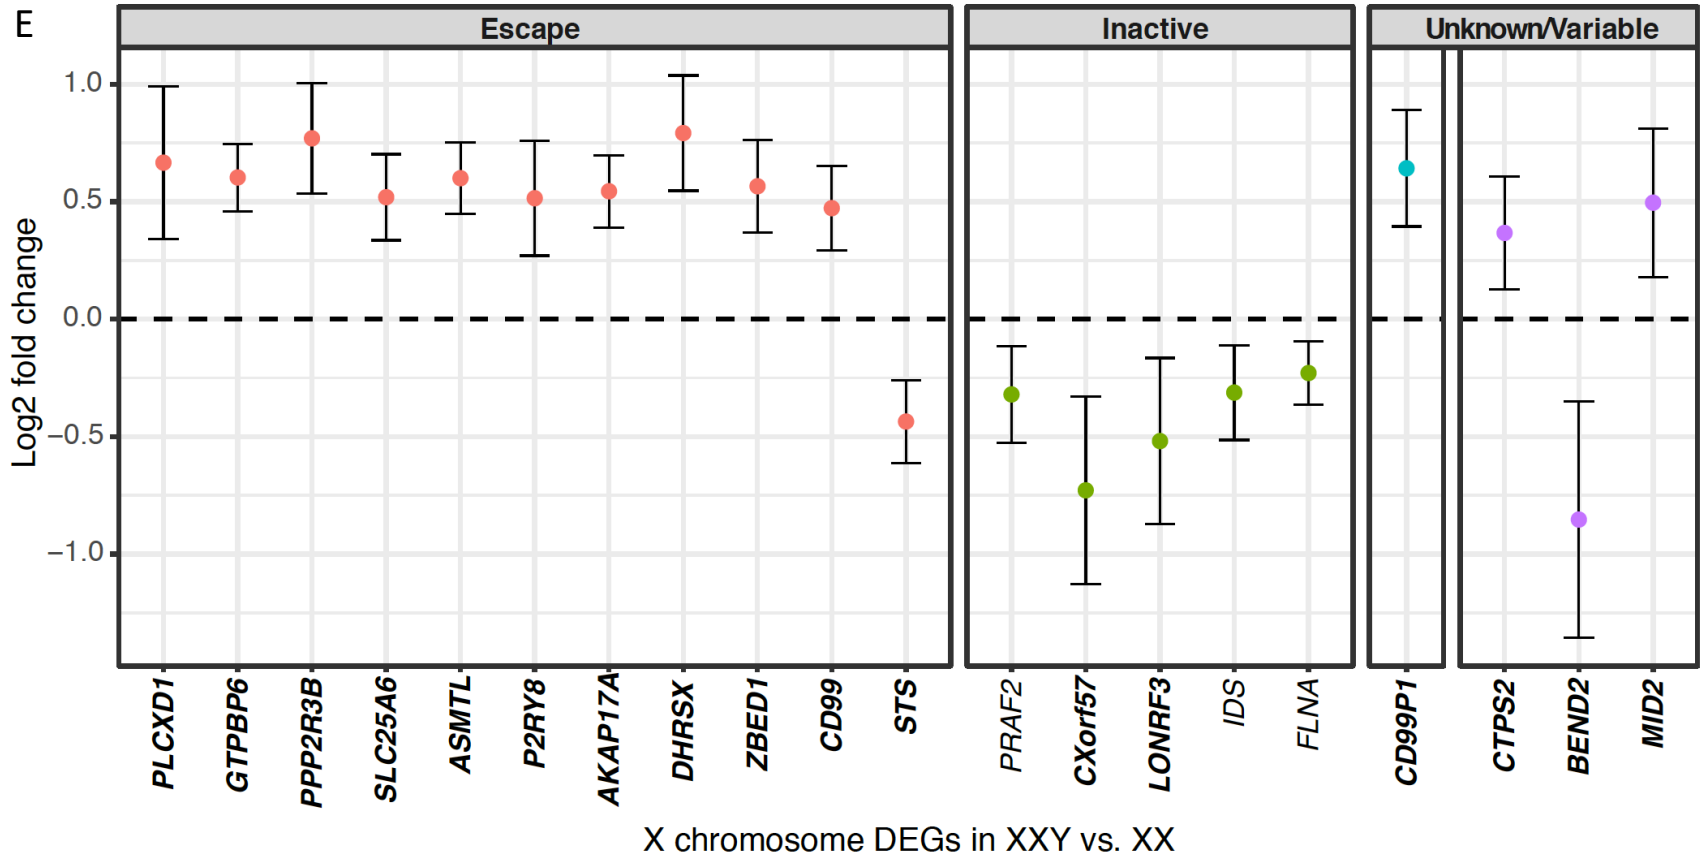 E
Escape
Inactive
Unknown/Variable
Log2 fold change
1.0
0.5
0.0
−0.5
−1.0
PLCXD1
GTPBP6
PPP2R3B
SLC25A6
ASMTL
P2RY8
AKAP17A
DHRSX
ZBED1
CD99
STS
PRAF2
CXorf57
LONRF3
IDS
FLNA
CD99P1
CTPS2
BEND2
MID2
X chromosome DEGs in XXY vs. XX